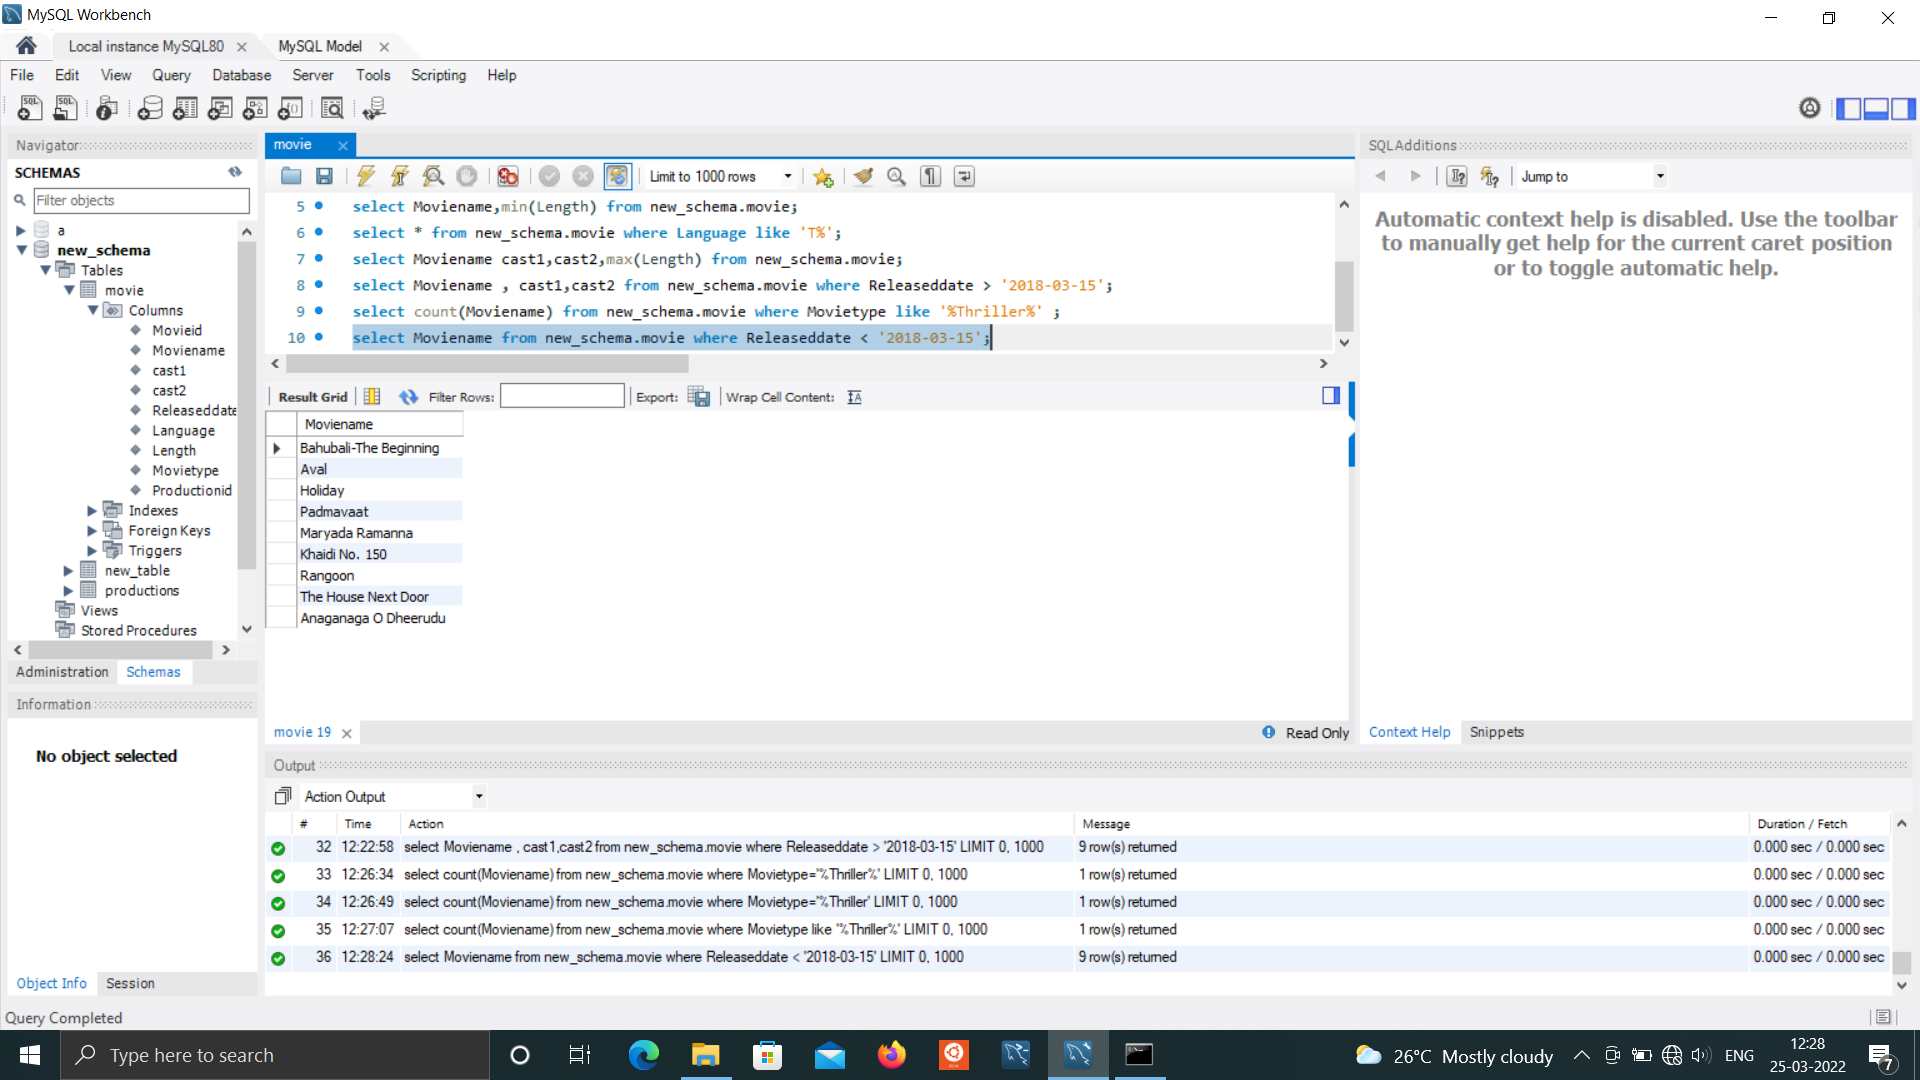 MySQL Workbench
Local instance MySQL80
MySQL Model
File Edit View Query Database Server Tools Scripting Help
Navigator
SCHEMAS
Filter objects
a
new_schema
Tables
movie
Columns
Movieid
Moviename
cast1
cast2
Releaseddate
Language
Length
Movietype
Productionid
Indexes
Foreign Keys
Triggers
new_table
productions
Views
Stored Procedures
Administration Schemas
Information
No object selected
Object Info Session
Query Completed
movie
Limit to 1000 rows
5 select Moviename,min(Length) from new_schema.movie;
6 select * from new_schema.movie where Language like 'T%';
7 select Moviename cast1,cast2,max(Length) from new_schema.movie;
8 select Moviename , cast1,cast2 from new_schema.movie where Releaseddate > '2018-03-15';
9 select count(Moviename) from new_schema.movie where Movietype like '%Thriller%' ;
10 select Moviename from new_schema.movie where Releaseddate < '2018-03-15';
Result Grid Filter Rows: Export: Wrap Cell Content:
Moviename
Bahubali-The Beginning
Aval
Holiday
Padmavaat
Maryada Ramanna
Khaidi No. 150
Rangoon
The House Next Door
Anaganaga O Dheerudu
movie 19
Read Only
SQLAdditions
Jump to
Automatic context help is disabled. Use the toolbar
to manually get help for the current caret position
or to toggle automatic help.
Context Help Snippets
Output
Action Output
# Time Action Message Duration / Fetch
32 12:22:58 select Moviename , cast1,cast2 from new_schema.movie where Releaseddate > '2018-03-15' LIMIT 0, 1000 9 row(s) returned 0.000 sec / 0.000 sec
33 12:26:34 select count(Moviename) from new_schema.movie where Movietype='%Thriller%' LIMIT 0, 1000 1 row(s) returned 0.000 sec / 0.000 sec
34 12:26:49 select count(Moviename) from new_schema.movie where Movietype='%Thriller' LIMIT 0, 1000 1 row(s) returned 0.000 sec / 0.000 sec
35 12:27:07 select count(Moviename) from new_schema.movie where Movietype like '%Thriller%' LIMIT 0, 1000 1 row(s) returned 0.000 sec / 0.000 sec
36 12:28:24 select Moviename from new_schema.movie where Releaseddate < '2018-03-15' LIMIT 0, 1000 9 row(s) returned 0.000 sec / 0.000 sec
Type here to search
26°C Mostly cloudy
ENG
12:28
25-03-2022
7